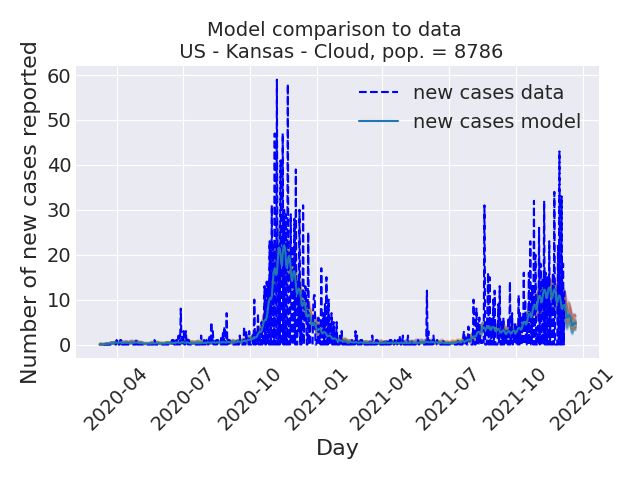 Model comparison to data
US - Kansas - Cloud, pop. = 8786
new cases data
new cases model
Number of new cases reported
60
50
40
30
20
10
0
2020-04
2020-07
2020-10
2021-01
2021-04
2021-07
2021-10
2022-01
Day